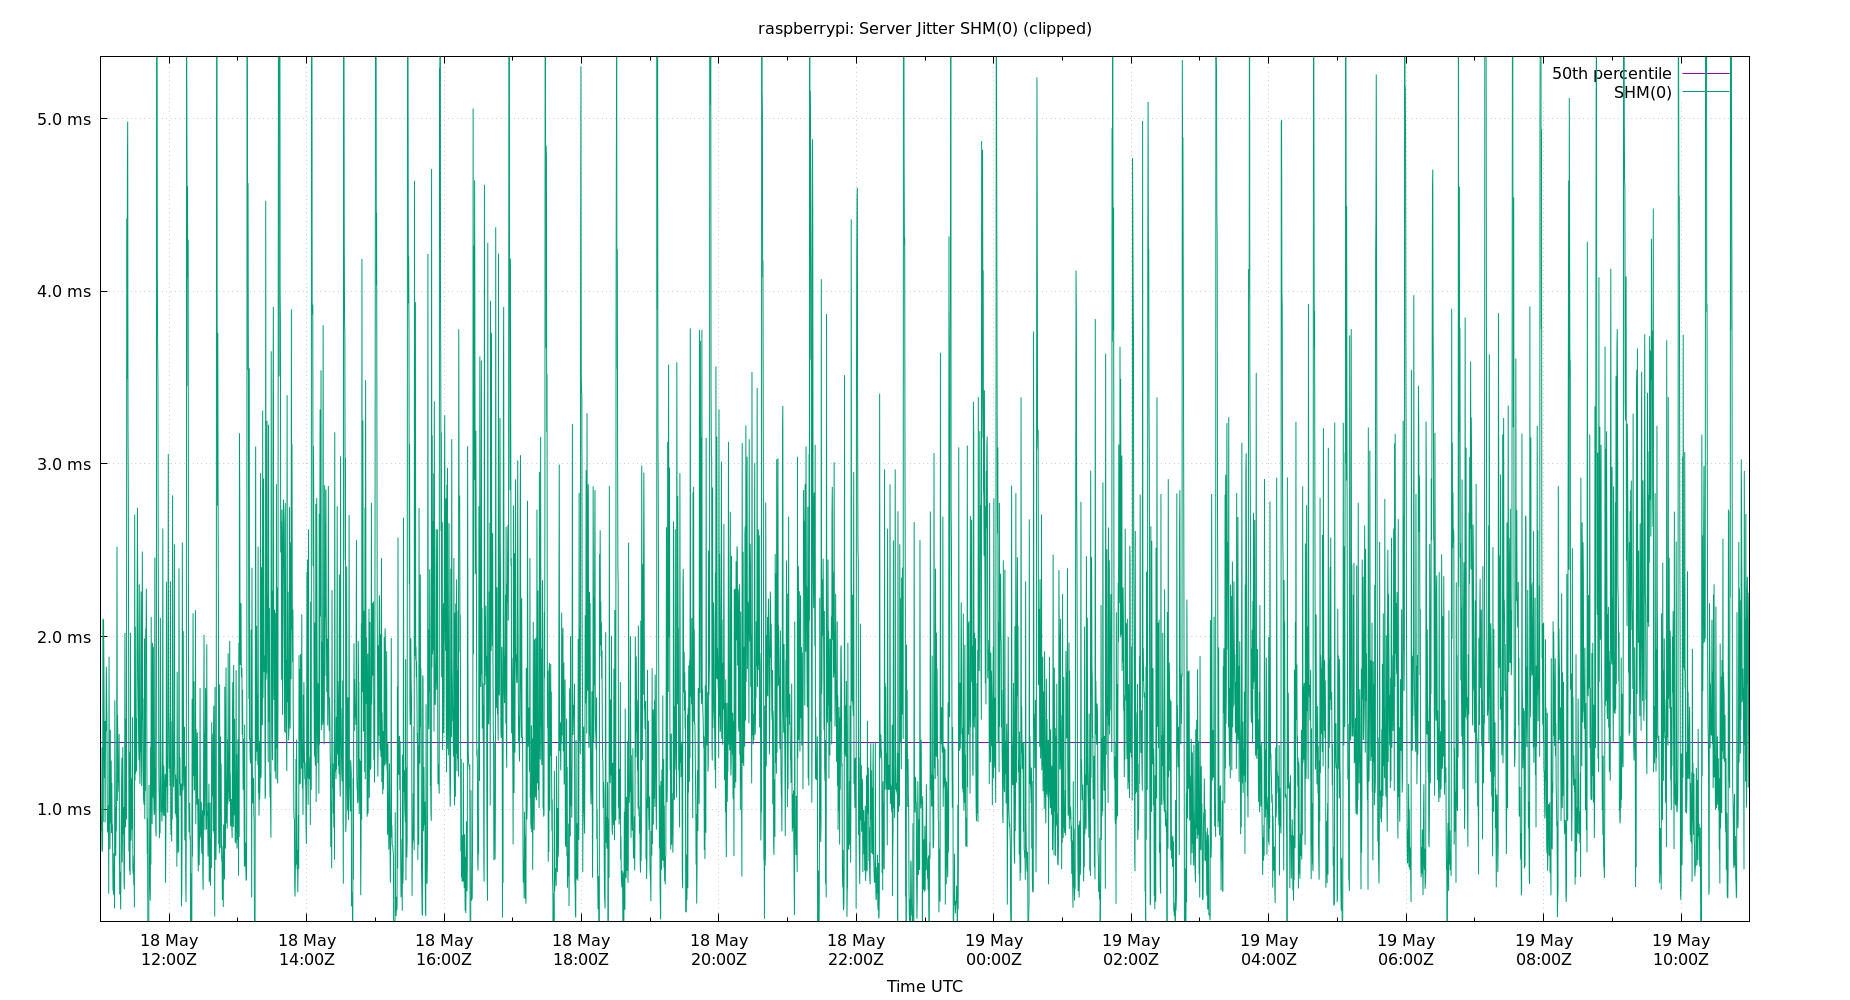 raspberrypi: Server Jitter SHM(0) (clipped)
50th percentile
SHM(0)
5.0 ms
4.0 ms
3.0 ms
2.0 ms
1.0 ms
18 May 18 May 18 May 18 May 18 May 18 May 19 May 19 May 19 May 19 May 19 May 19 May
12:00Z 14:00Z 16:00Z 18:00Z 20:00Z 22:00Z 00:00Z 02:00Z 04:00Z 06:00Z 08:00Z 10:00Z
Time UTC